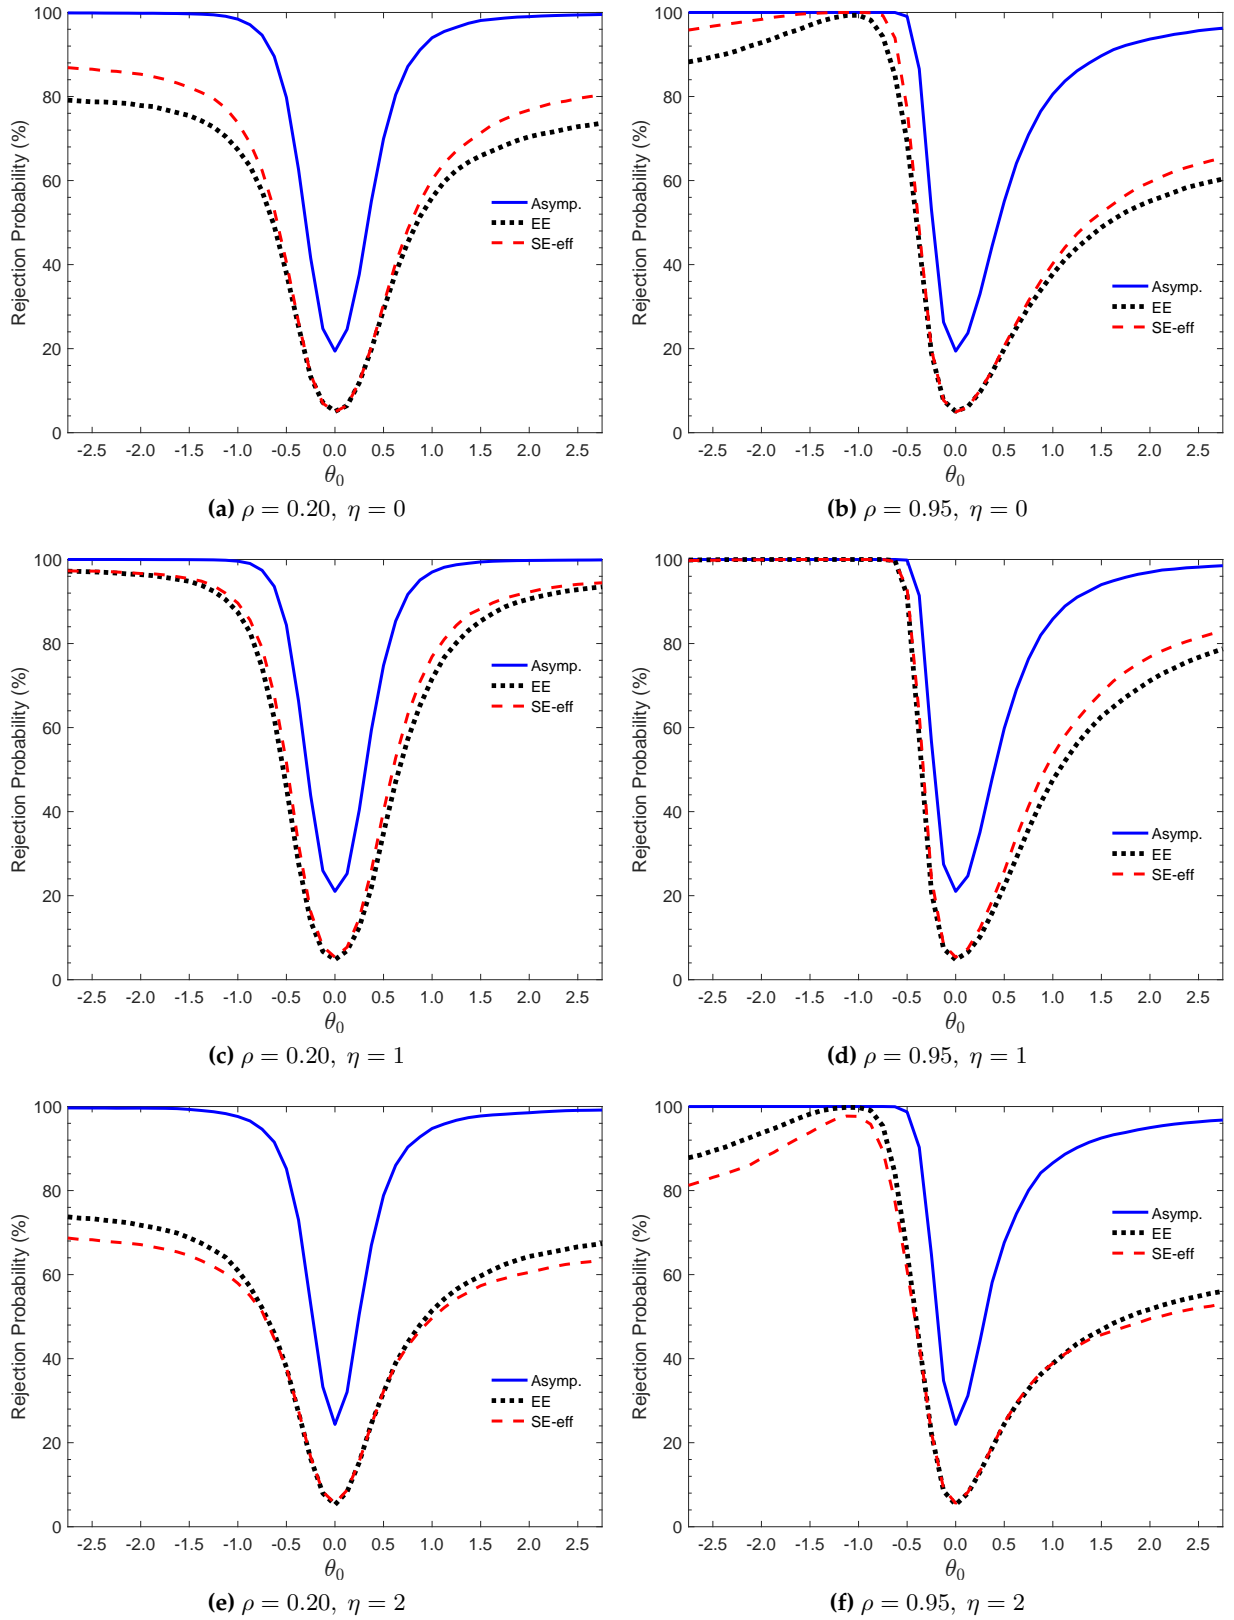 100
80
60
40
20
0
Rejection Probability (%)
Asymp.
EE
SE-eff
-2.5 -2.0 -1.5 -1.0 -0.5 0.0 0.5 1.0 1.5 2.0 2.5
θ₀
(a) ρ = 0.20, η = 0
100
80
60
40
20
0
Rejection Probability (%)
Asymp.
EE
SE-eff
-2.5 -2.0 -1.5 -1.0 -0.5 0.0 0.5 1.0 1.5 2.0 2.5
θ₀
(b) ρ = 0.95, η = 0
100
80
60
40
20
0
Rejection Probability (%)
Asymp.
EE
SE-eff
-2.5 -2.0 -1.5 -1.0 -0.5 0.0 0.5 1.0 1.5 2.0 2.5
θ₀
(c) ρ = 0.20, η = 1
100
80
60
40
20
0
Rejection Probability (%)
Asymp.
EE
SE-eff
-2.5 -2.0 -1.5 -1.0 -0.5 0.0 0.5 1.0 1.5 2.0 2.5
θ₀
(d) ρ = 0.95, η = 1
100
80
60
40
20
0
Rejection Probability (%)
Asymp.
EE
SE-eff
-2.5 -2.0 -1.5 -1.0 -0.5 0.0 0.5 1.0 1.5 2.0 2.5
θ₀
(e) ρ = 0.20, η = 2
100
80
60
40
20
0
Rejection Probability (%)
Asymp.
EE
SE-eff
-2.5 -2.0 -1.5 -1.0 -0.5 0.0 0.5 1.0 1.5 2.0 2.5
θ₀
(f) ρ = 0.95, η = 2